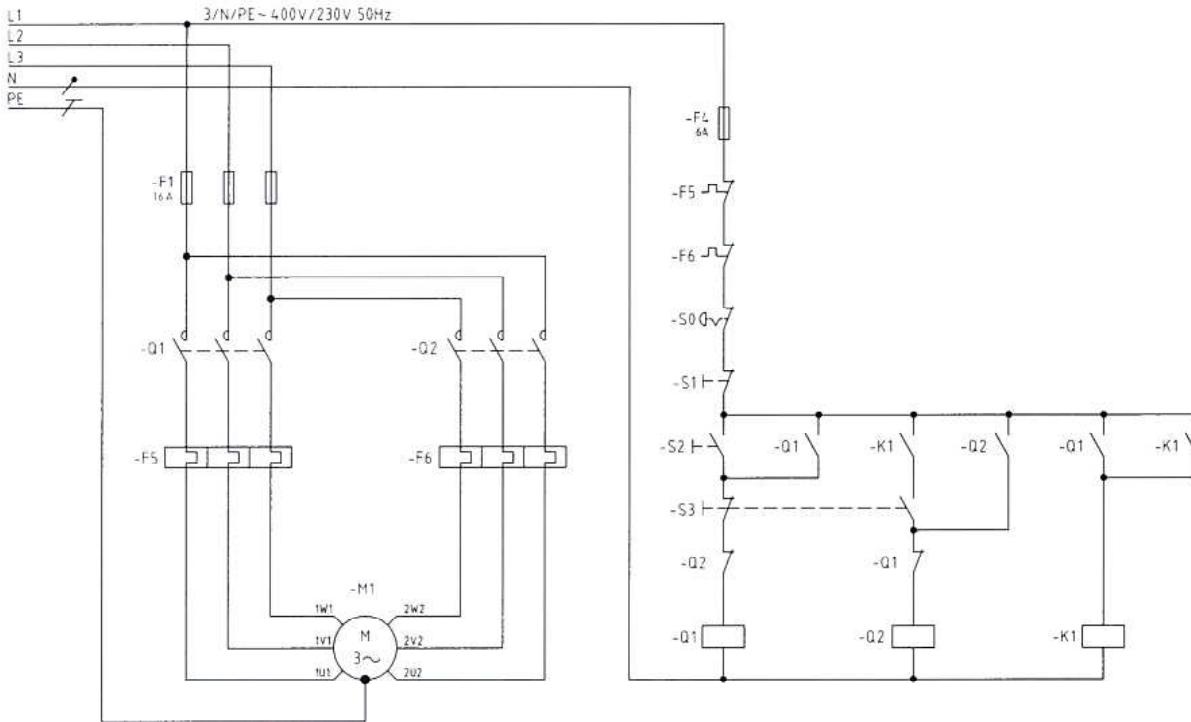 L1
3/N/PE~ 400V/230V 50Hz
L2
L3
N
PE
-F4
6A
-F1
16A
-F5
-F6
-S0
-Q1
-Q2
-S1
-S2
-Q1
-K1
-Q2
-Q1
-K1
-F5
-F6
-S3
-Q2
-Q1
-M1
1W1
2W2
M
3~
1V1
2V2
1U1
2U2
-Q1
-Q2
-K1